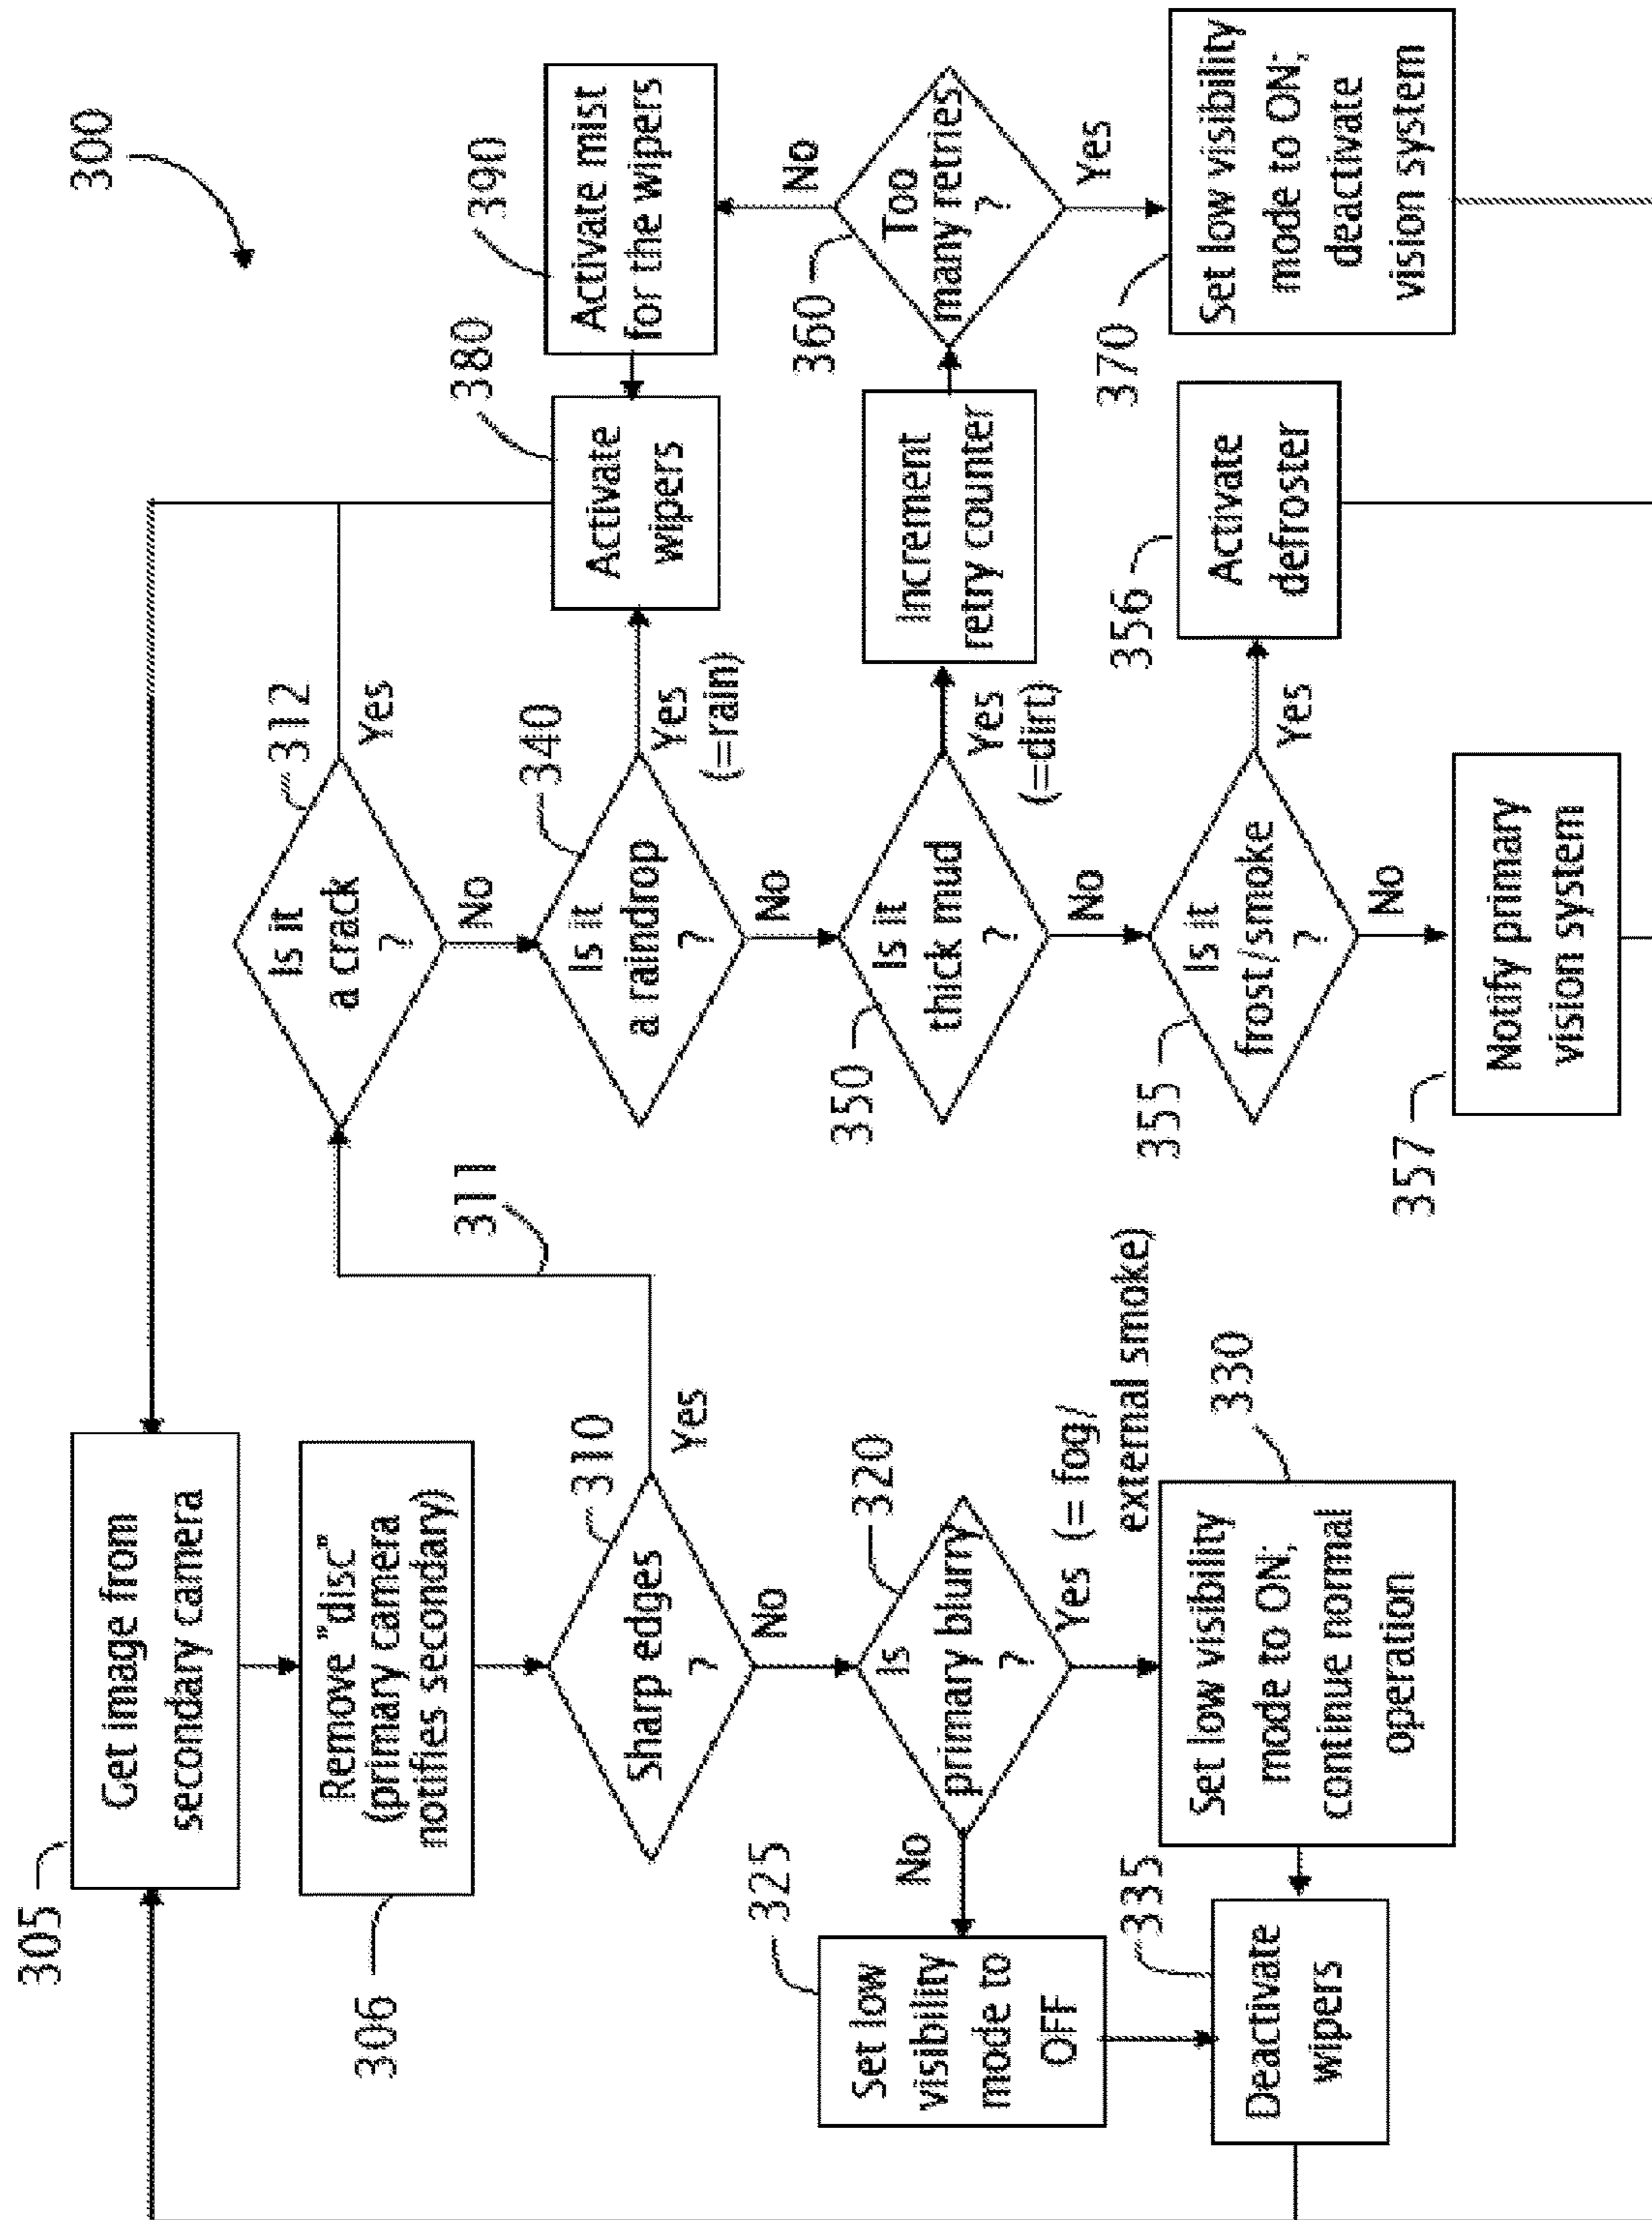 300
305
Get image from
secondary camera
306
Remove "disc"
(primary camera
notifies secondary)
310
Sharp edges
?
Yes
No
311
320
Is
primary blurry
?
No
Yes (= fog/
external smoke)
325
Set low
visibility
mode to
OFF
330
Set low visibility
mode to ON;
continue normal
operation
335
Deactivate
wipers
312
Is it
a crack
?
Yes
No
340
Is it
a raindrop
?
Yes
(=rain)
No
380
Activate
wipers
390
Activate mist
for the wipers
350
Is it
thick mud
?
Yes
(=dirt)
No
Increment
retry counter
360
Too
many retries
?
No
Yes
370
Set low visibility
mode to ON;
deactivate
vision system
355
Is it
frost/smoke
?
Yes
No
356
Activate
defroster
357
Notify primary
vision system